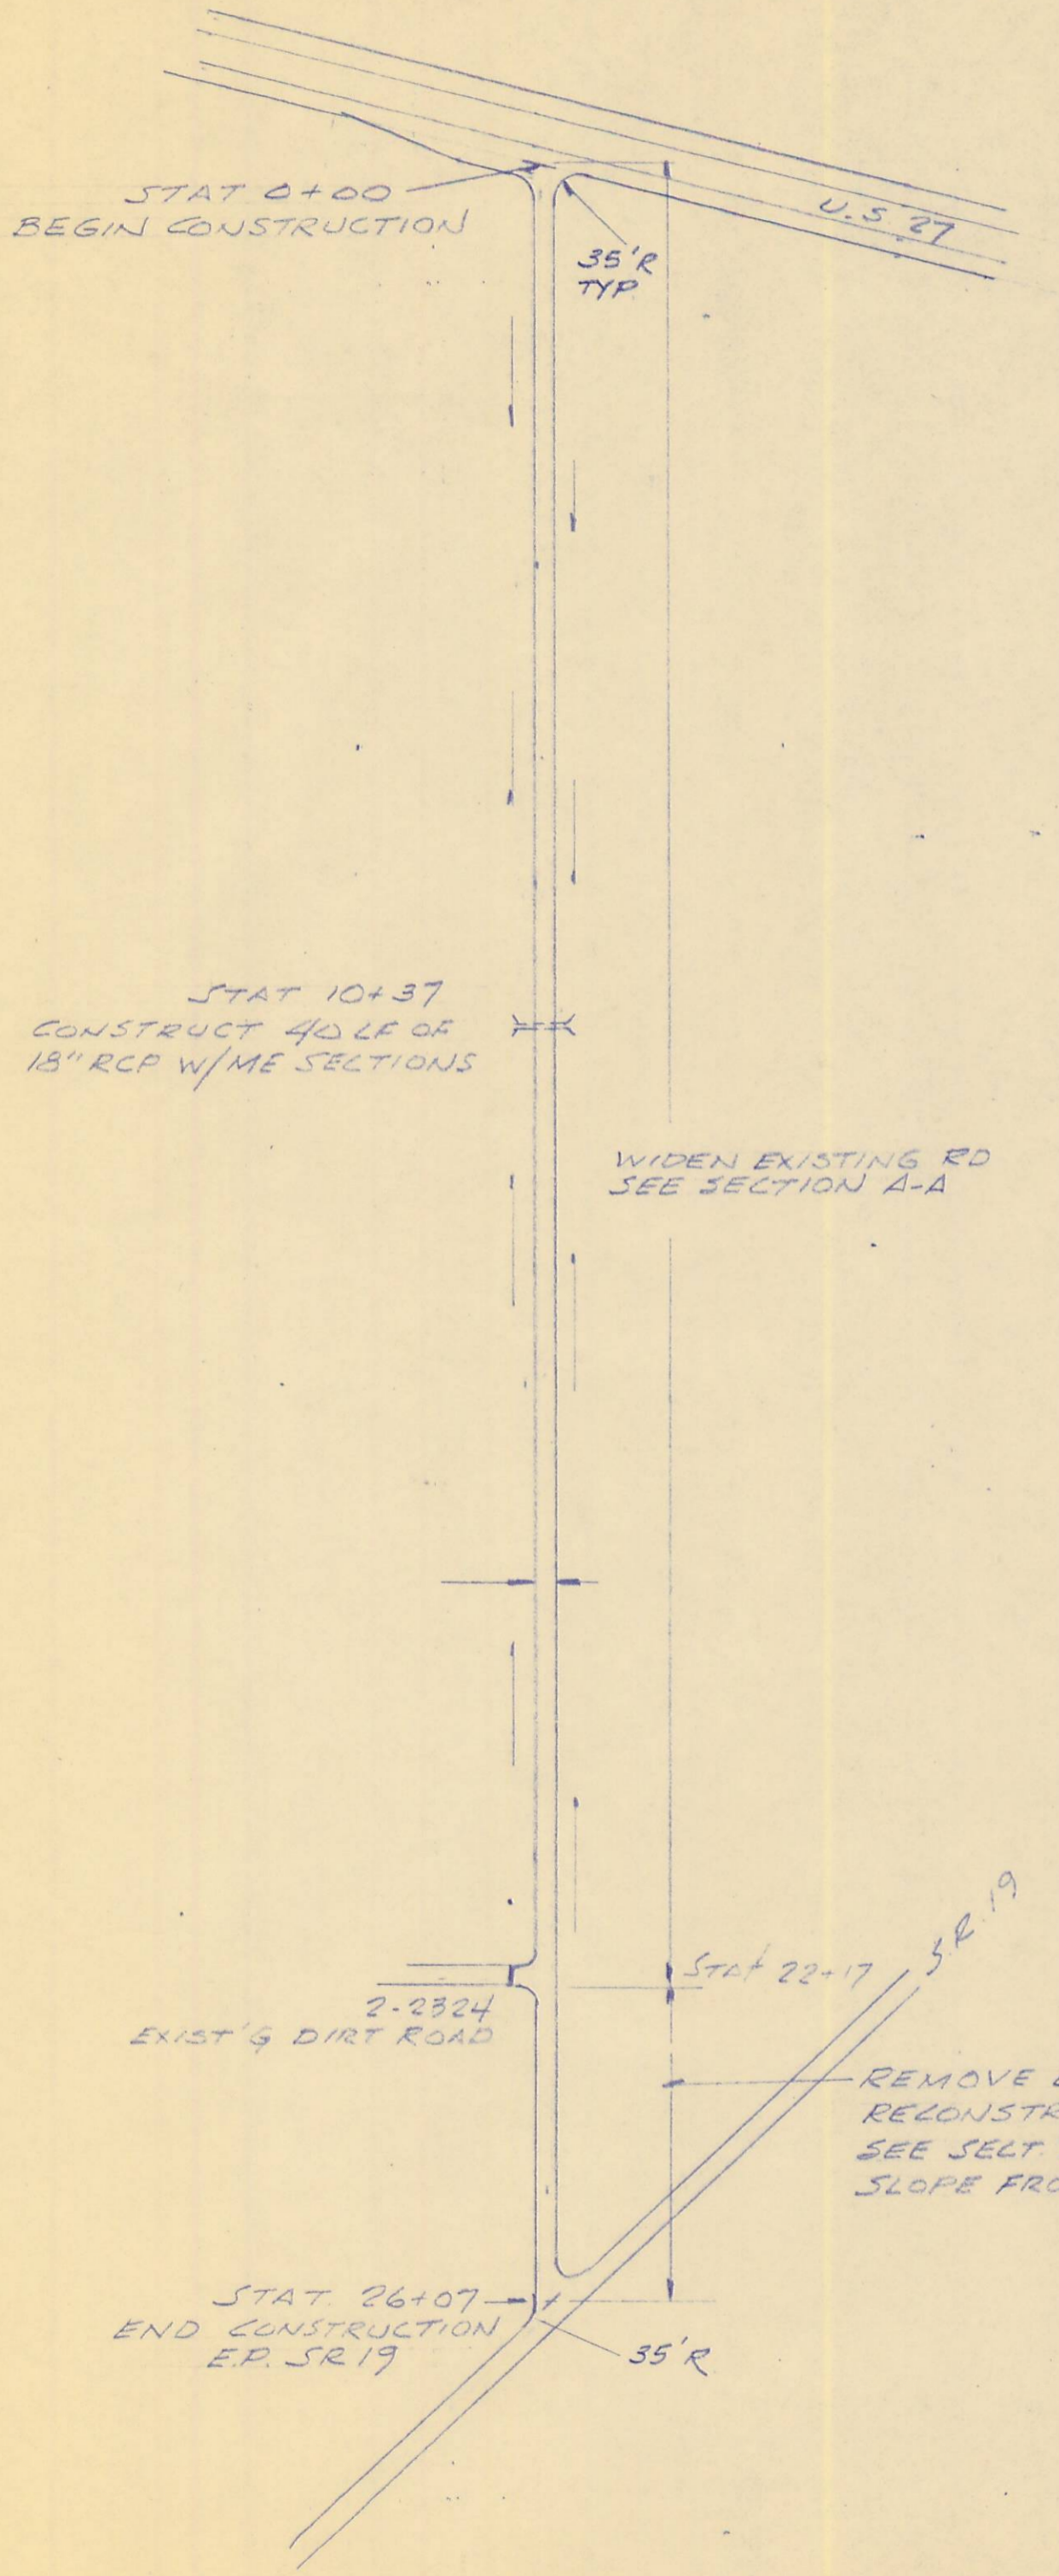 STAT 0+00
BEGIN CONSTRUCTION
U.S. 27
35'R
TYP.
STAT 10+37
CONSTRUCT 40 LF OF
18" RCP W/ME SECTIONS
WIDEN EXISTING RD
SEE SECTION A-A
S.R. 19
STAT 22+17
2-2324
EXIST'G DIRT ROAD
REMOVE
RECONSTR
SEE SECT.
SLOPE FRO
STAT. 26+07
END CONSTRUCTION
E.P. SR 19
35'R